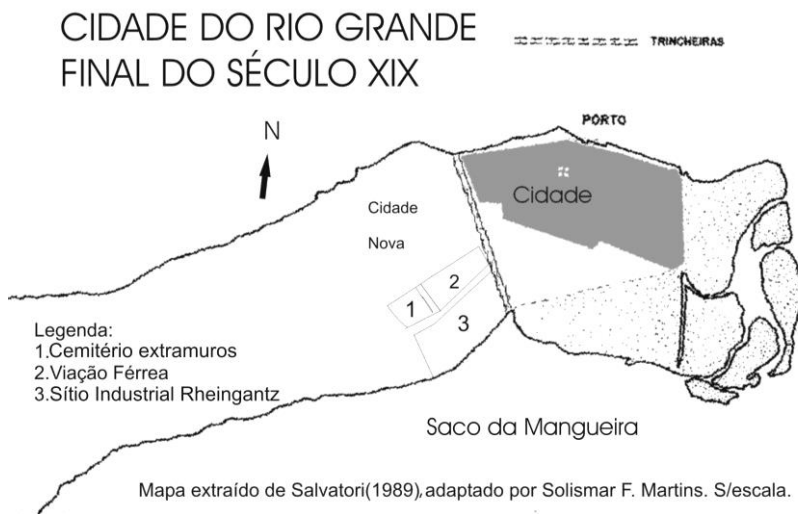 CIDADE DO RIO GRANDE
FINAL DO SÉCULO XIX
TRINCHEIRAS
PÔRTO
N
Cidade
Cidade
Nova
1
2
3
Legenda:
1.Cemitério extramuros
2.Viação Férrea
3.Sítio Industrial Rheingantz
Saco da Mangueira
Mapa extraído de Salvatori(1989),adaptado por Solismar F. Martins. S/escala.